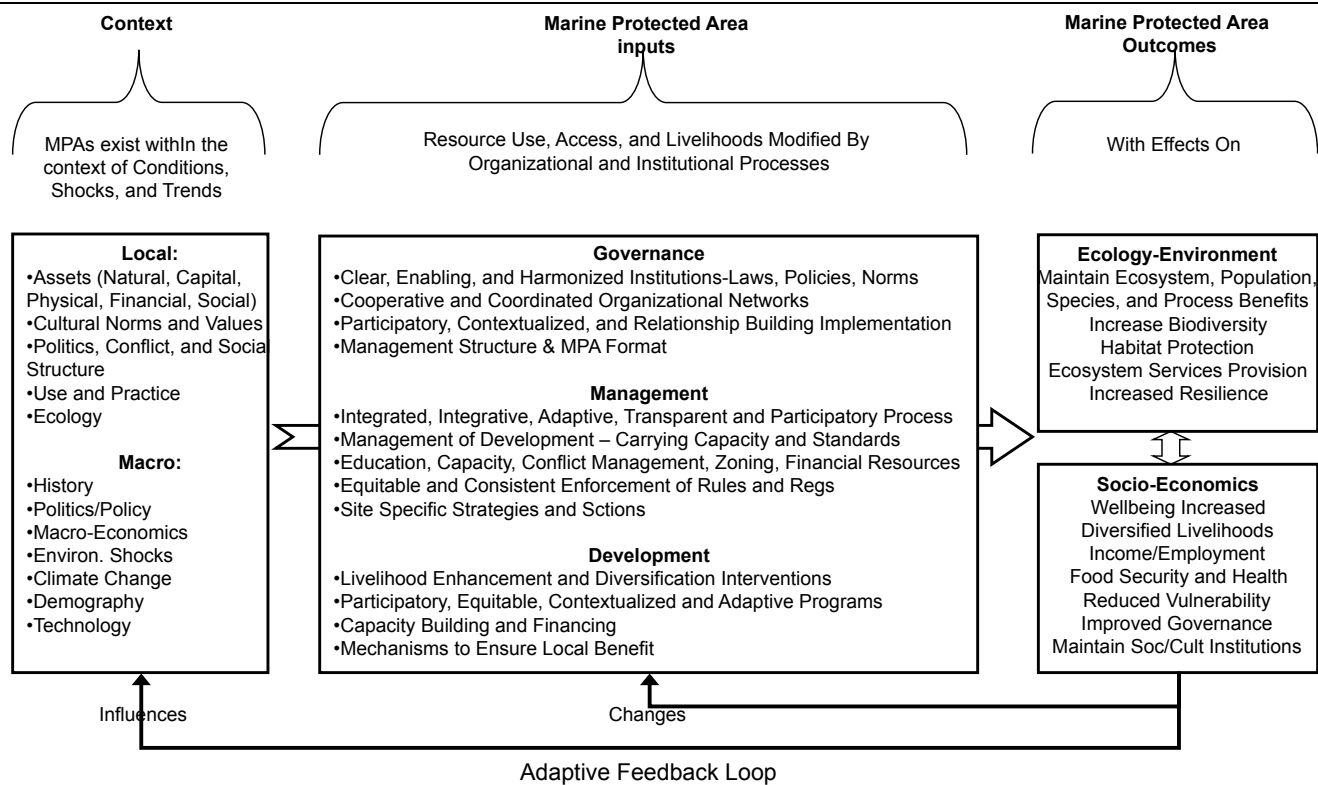 Context
MPAs exist withIn the
context of Conditions,
Shocks, and Trends
Marine Protected Area
inputs
Resource Use, Access, and Livelihoods Modified By
Organizational and Institutional Processes
Marine Protected Area
Outcomes
With Effects On
Local:
•Assets (Natural, Capital,
Physical, Financial, Social)
•Cultural Norms and Values
•Politics, Conflict, and Social
Structure
•Use and Practice
•Ecology
Macro:
•History
•Politics/Policy
•Macro-Economics
•Environ. Shocks
•Climate Change
•Demography
•Technology
Governance
•Clear, Enabling, and Harmonized Institutions-Laws, Policies, Norms
•Cooperative and Coordinated Organizational Networks
•Participatory, Contextualized, and Relationship Building Implementation
•Management Structure & MPA Format
Management
•Integrated, Integrative, Adaptive, Transparent and Participatory Process
•Management of Development – Carrying Capacity and Standards
•Education, Capacity, Conflict Management, Zoning, Financial Resources
•Equitable and Consistent Enforcement of Rules and Regs
•Site Specific Strategies and Sctions
Development
•Livelihood Enhancement and Diversification Interventions
•Participatory, Equitable, Contextualized and Adaptive Programs
•Capacity Building and Financing
•Mechanisms to Ensure Local Benefit
Ecology-Environment
Maintain Ecosystem, Population,
Species, and Process Benefits
Increase Biodiversity
Habitat Protection
Ecosystem Services Provision
Increased Resilience
Socio-Economics
Wellbeing Increased
Diversified Livelihoods
Income/Employment
Food Security and Health
Reduced Vulnerability
Improved Governance
Maintain Soc/Cult Institutions
Influences
Changes
Adaptive Feedback Loop